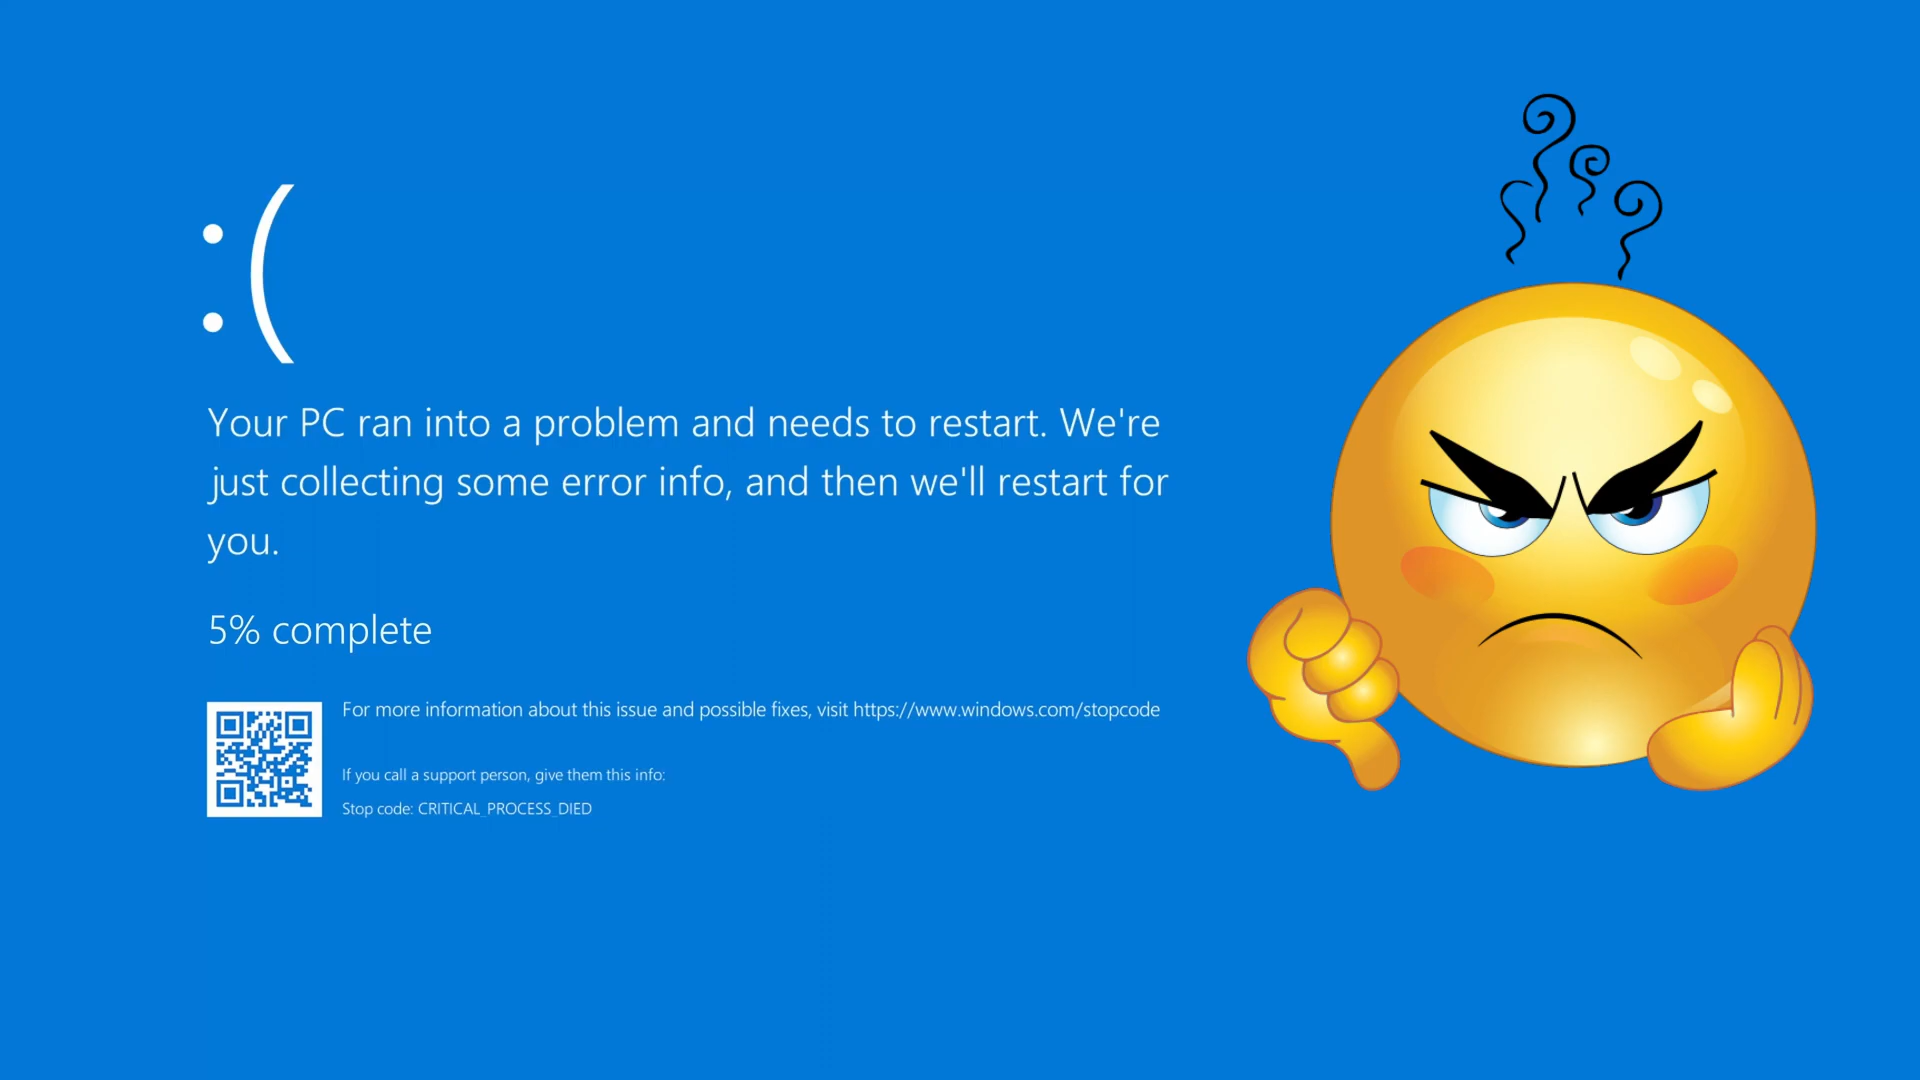 :(
Your PC ran into a problem and needs to restart. We're
just collecting some error info, and then we'll restart for
you.
5% complete
For more information about this issue and possible fixes, visit https://www.windows.com/stopcode
If you call a support person, give them this info:
Stop code: CRITICAL_PROCESS_DIED